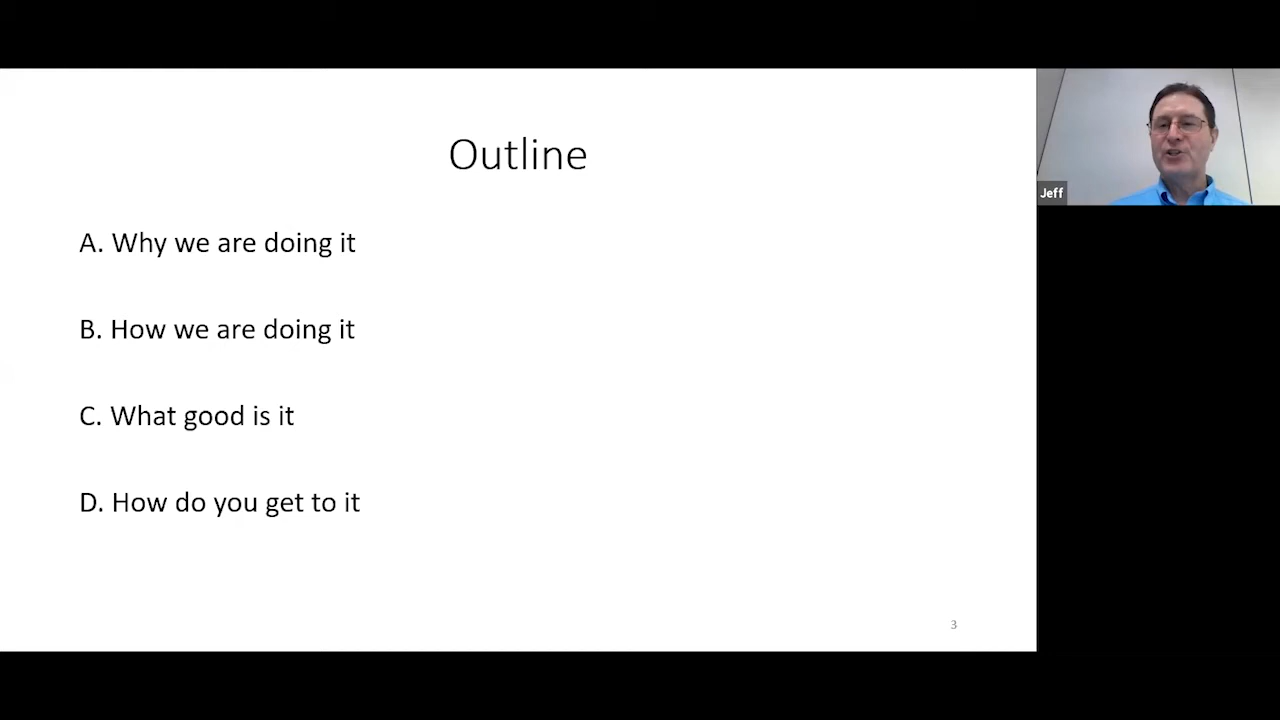 Outline
A. Why we are doing it
B. How we are doing it
C. What good is it
D. How do you get to it
3
Jeff